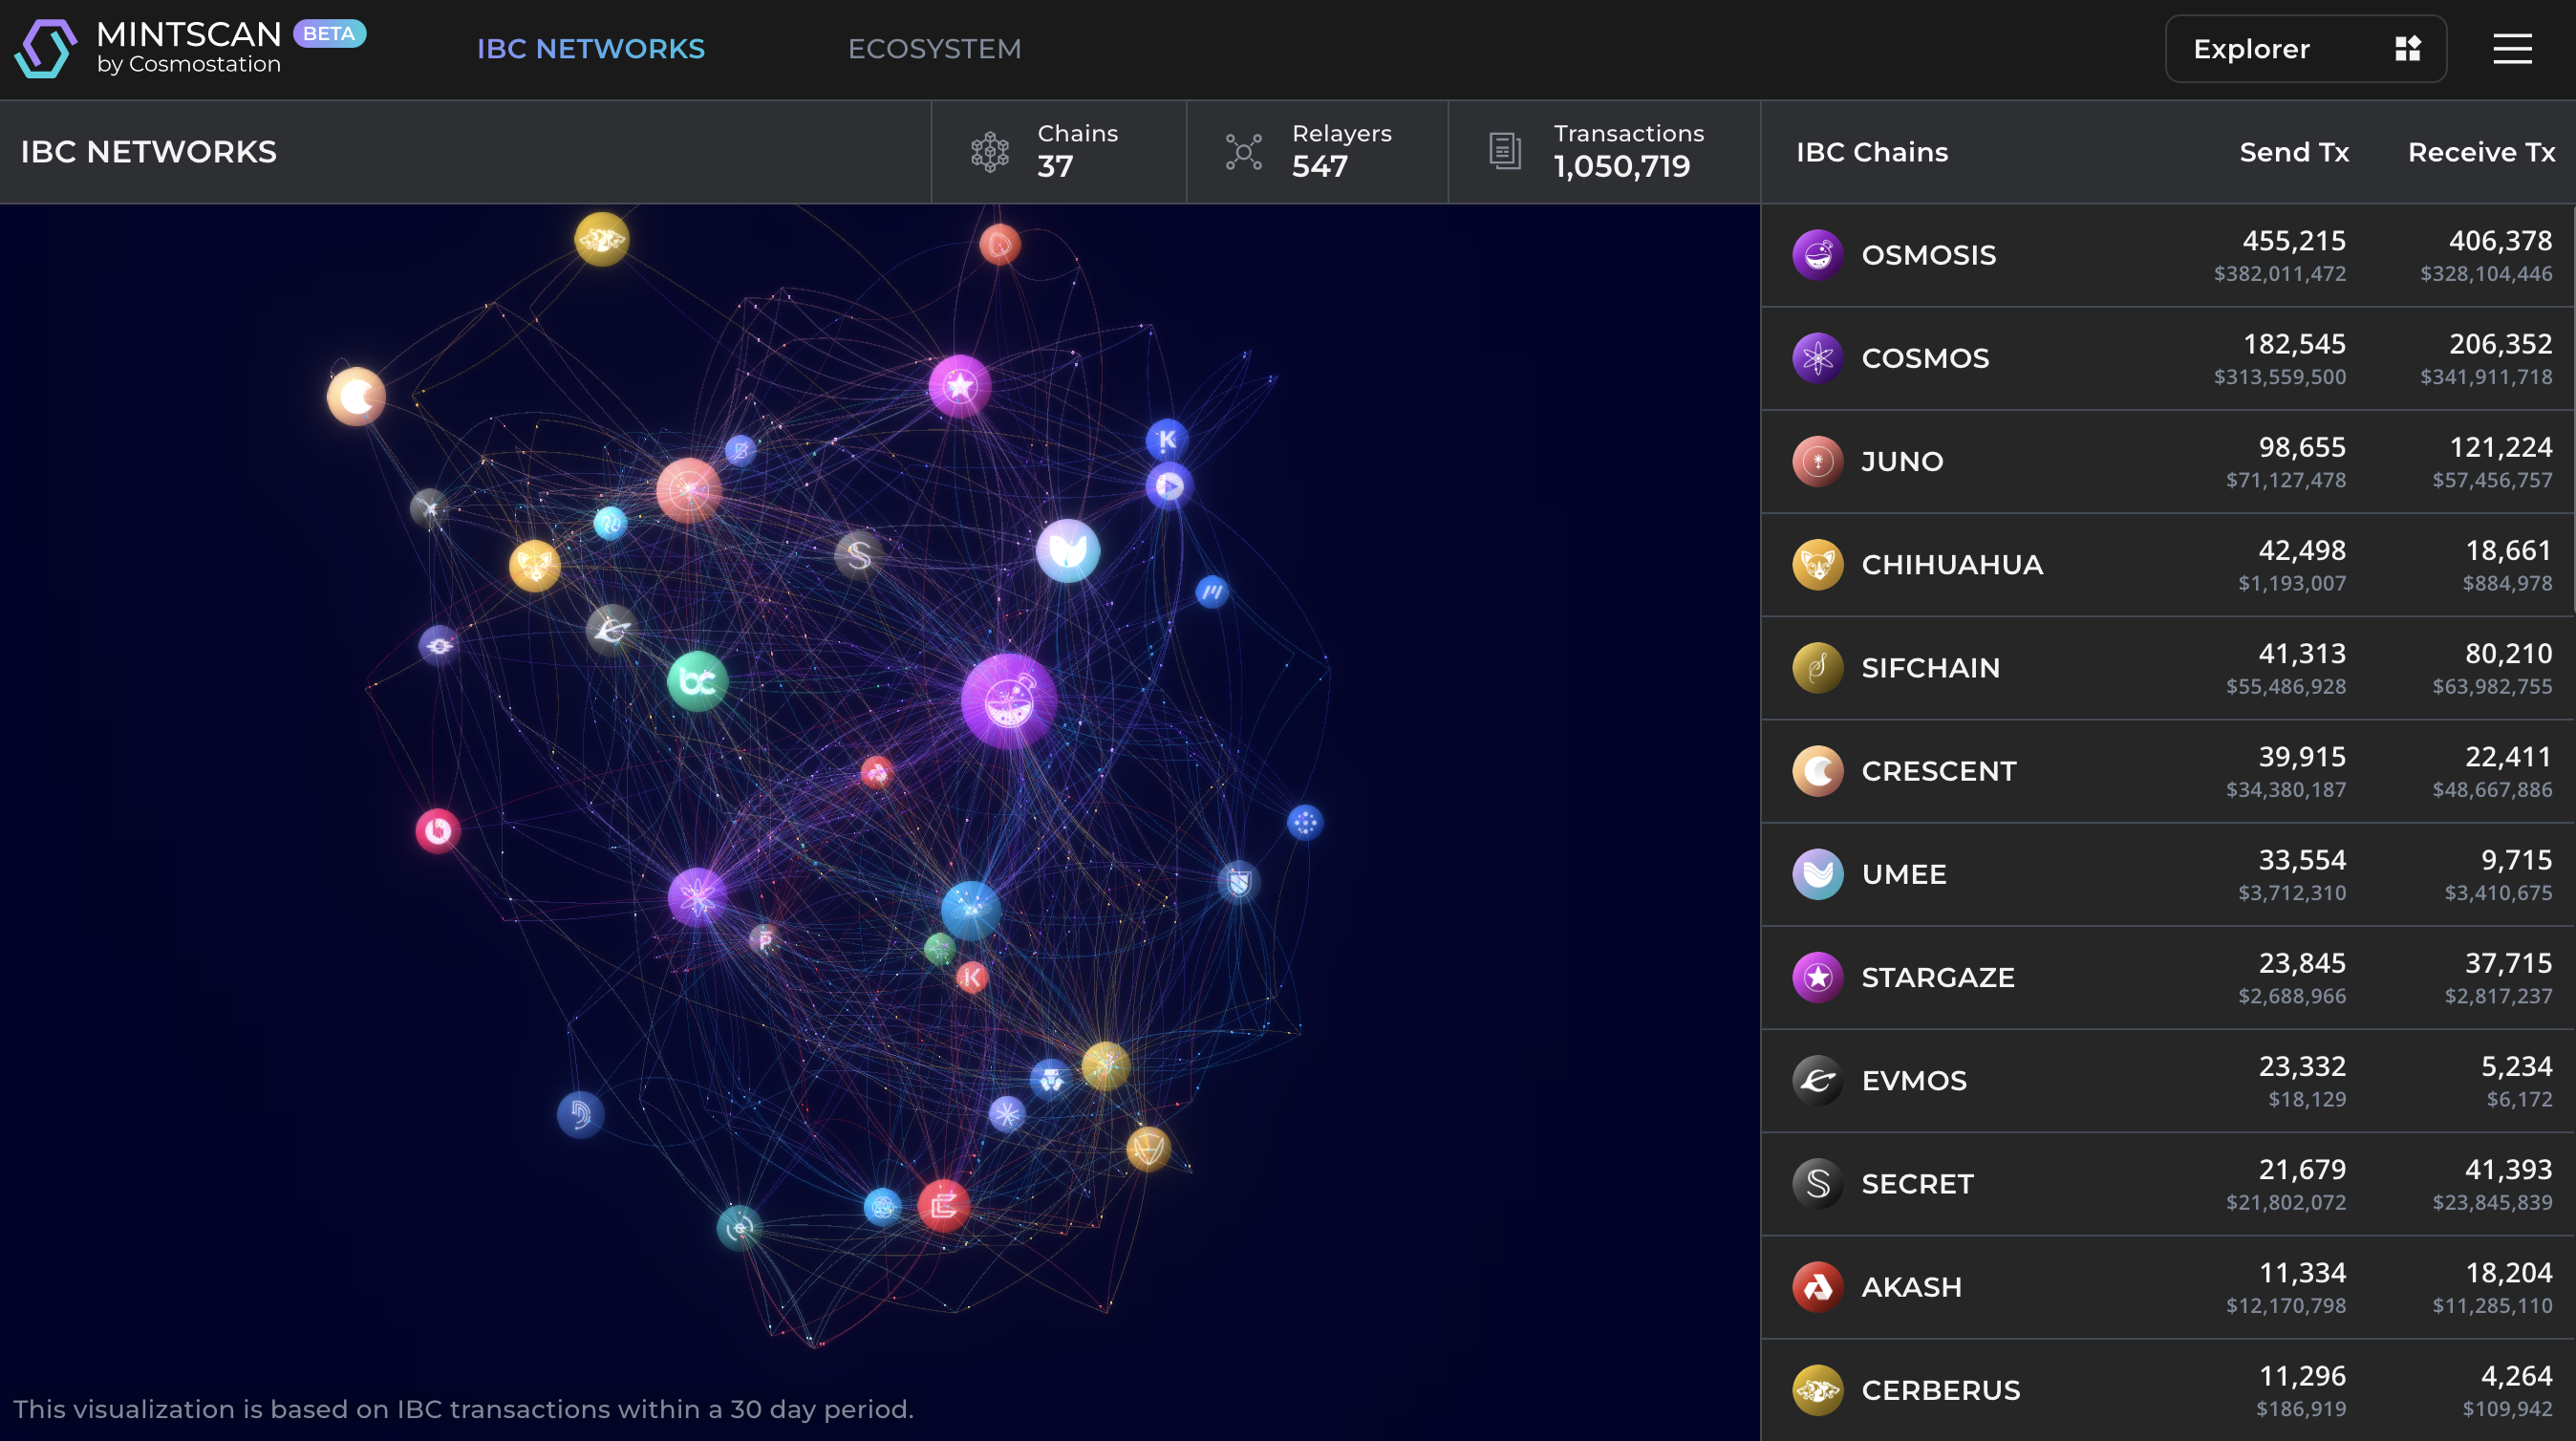 MINTSCAN BETA
by Cosmostation
IBC NETWORKS
ECOSYSTEM
Explorer
IBC NETWORKS
Chains
37
Relayers
547
Transactions
1,050,719
IBC Chains Send Tx Receive Tx
OSMOSIS 455,215 406,378
$382,011,472 $328,104,446
COSMOS 182,545 206,352
$313,559,500 $341,911,718
JUNO 98,655 121,224
$71,127,478 $57,456,757
CHIHUAHUA 42,498 18,661
$1,193,007 $884,978
SIFCHAIN 41,313 80,210
$55,486,928 $63,982,755
CRESCENT 39,915 22,411
$34,380,187 $48,667,886
UMEE 33,554 9,715
$3,712,310 $3,410,675
STARGAZE 23,845 37,715
$2,688,966 $2,817,237
EVMOS 23,332 5,234
$18,129 $6,172
SECRET 21,679 41,393
$21,802,072 $23,845,839
AKASH 11,334 18,204
$12,170,798 $11,285,110
CERBERUS 11,296 4,264
$186,919 $109,942
bc
K
K
This visualization is based on IBC transactions within a 30 day period.